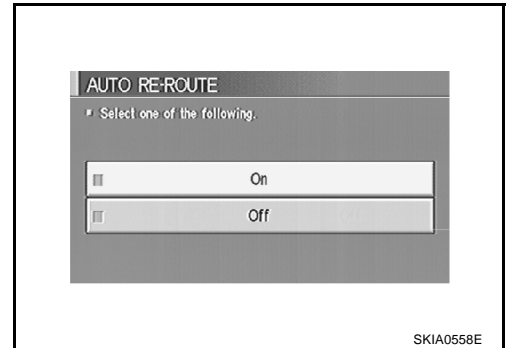 AUTO RE-ROUTE
Select one of the following.
On
Off
SKIA0558E